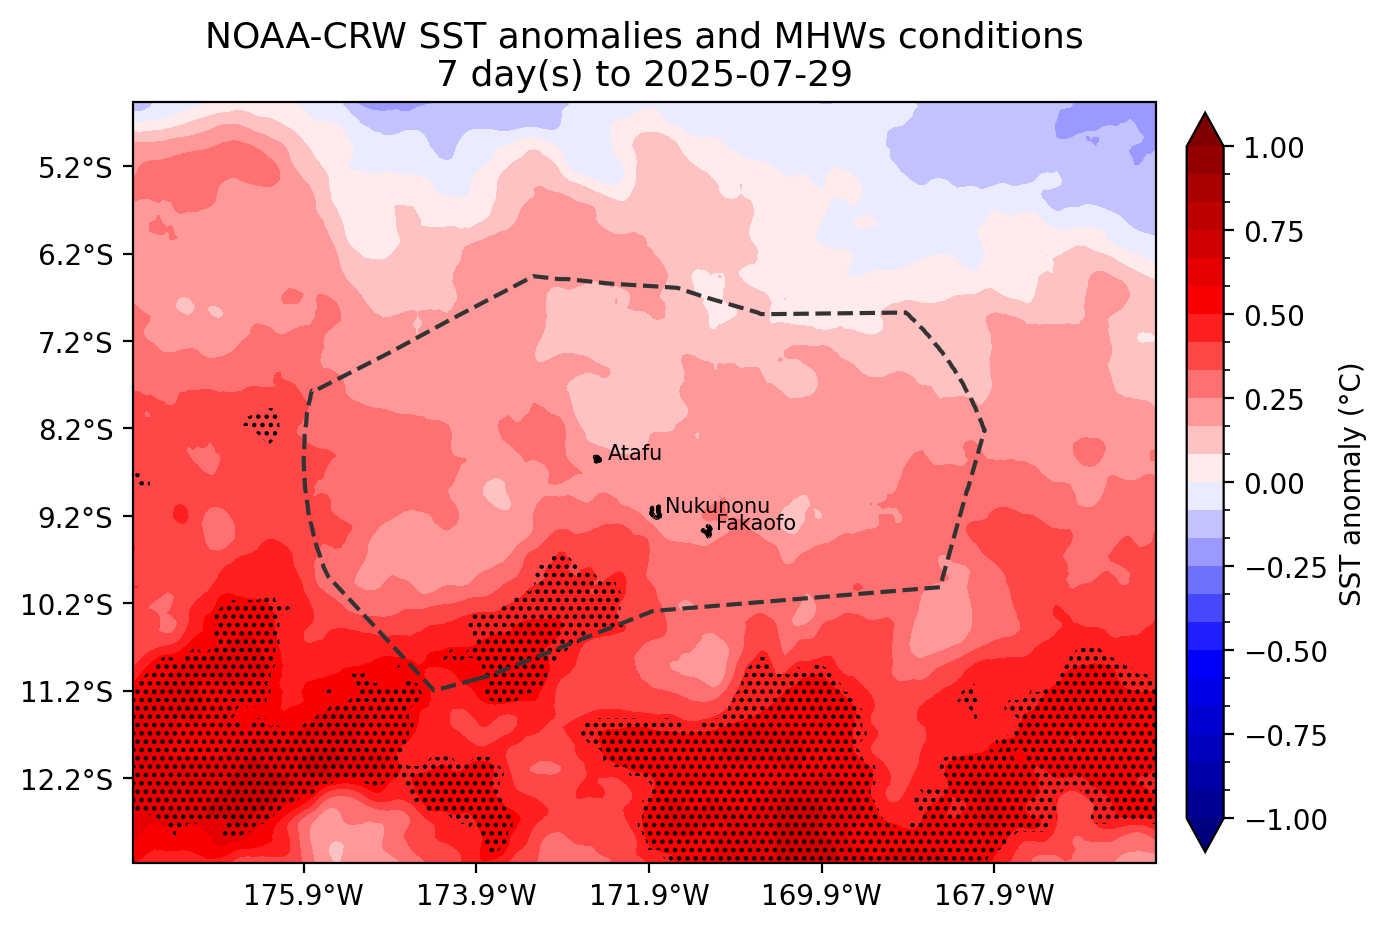 NOAA-CRW SST anomalies and MHWs conditions
7 day(s) to 2025-07-29
5.2°S
6.2°S
7.2°S
8.2°S
9.2°S
10.2°S
11.2°S
12.2°S
Atafu
Nukunonu
Fakaofo
175.9°W
173.9°W
171.9°W
169.9°W
167.9°W
1.00
0.75
0.50
0.25
0.00
−0.25
−0.50
−0.75
−1.00
SST anomaly (°C)